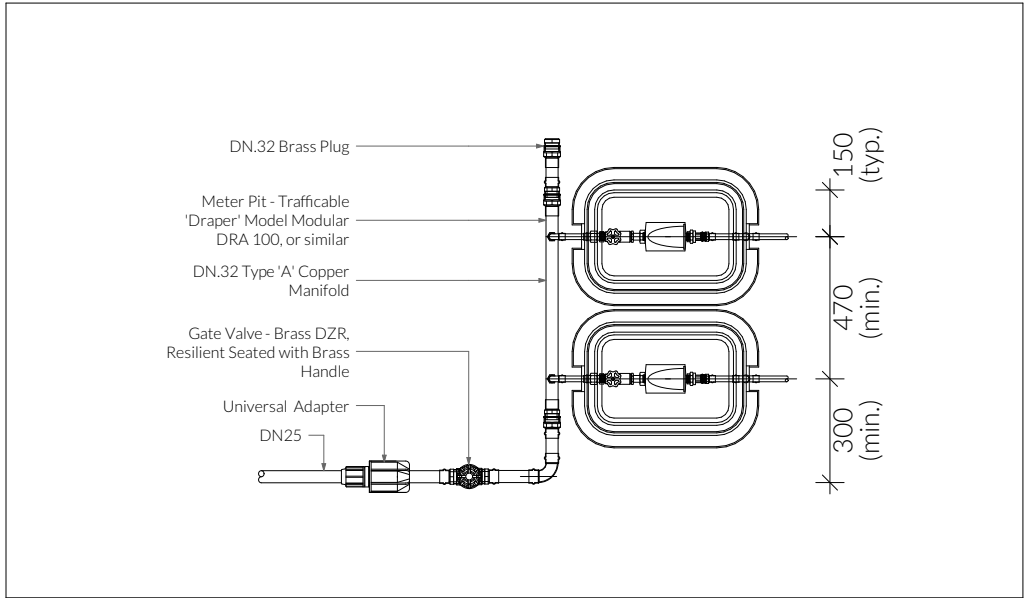 DN.32 Brass Plug
Meter Pit - Trafficable
'Draper' Model Modular
DRA 100, or similar
DN.32 Type 'A' Copper
Manifold
Gate Valve - Brass DZR,
Resilient Seated with Brass
Handle
Universal Adapter
DN25
150
(typ.)
470
(min.)
300
(min.)